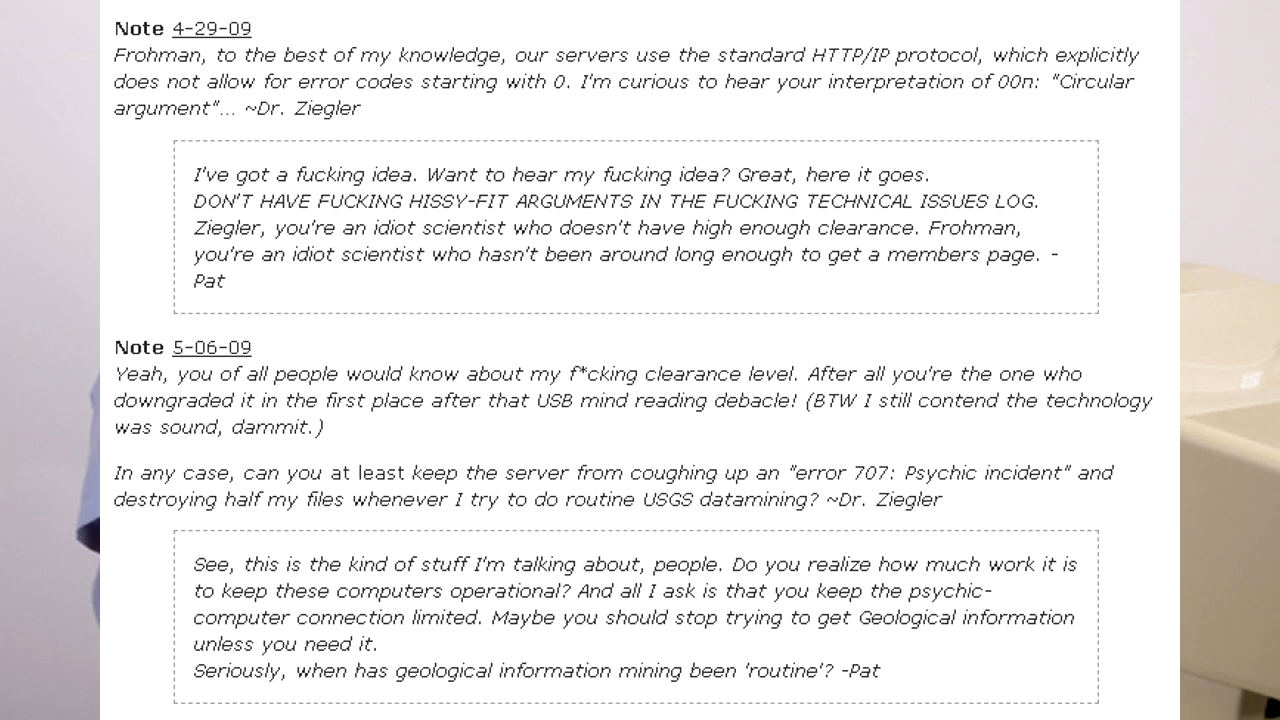 Note 4-29-09
Frohman, to the best of my knowledge, our servers use the standard HTTP/IP protocol, which explicitly
does not allow for error codes starting with 0. I'm curious to hear your interpretation of 00n: "Circular
argument"... ~Dr. Ziegler
I've got a fucking idea. Want to hear my fucking idea? Great, here it goes.
DON'T HAVE FUCKING HISSY-FIT ARGUMENTS IN THE FUCKING TECHNICAL ISSUES LOG.
Ziegler, you're an idiot scientist who doesn't have high enough clearance. Frohman,
you're an idiot scientist who hasn't been around long enough to get a members page. -
Pat
Note 5-06-09
Yeah, you of all people would know about my f*cking clearance level. After all you're the one who
downgraded it in the first place after that USB mind reading debacle! (BTW I still contend the technology
was sound, dammit.)
In any case, can you at least keep the server from coughing up an "error 707: Psychic incident" and
destroying half my files whenever I try to do routine USGS datamining? ~Dr. Ziegler
See, this is the kind of stuff I'm talking about, people. Do you realize how much work it is
to keep these computers operational? And all I ask is that you keep the psychic-
computer connection limited. Maybe you should stop trying to get Geological information
unless you need it.
Seriously, when has geological information mining been 'routine'? -Pat